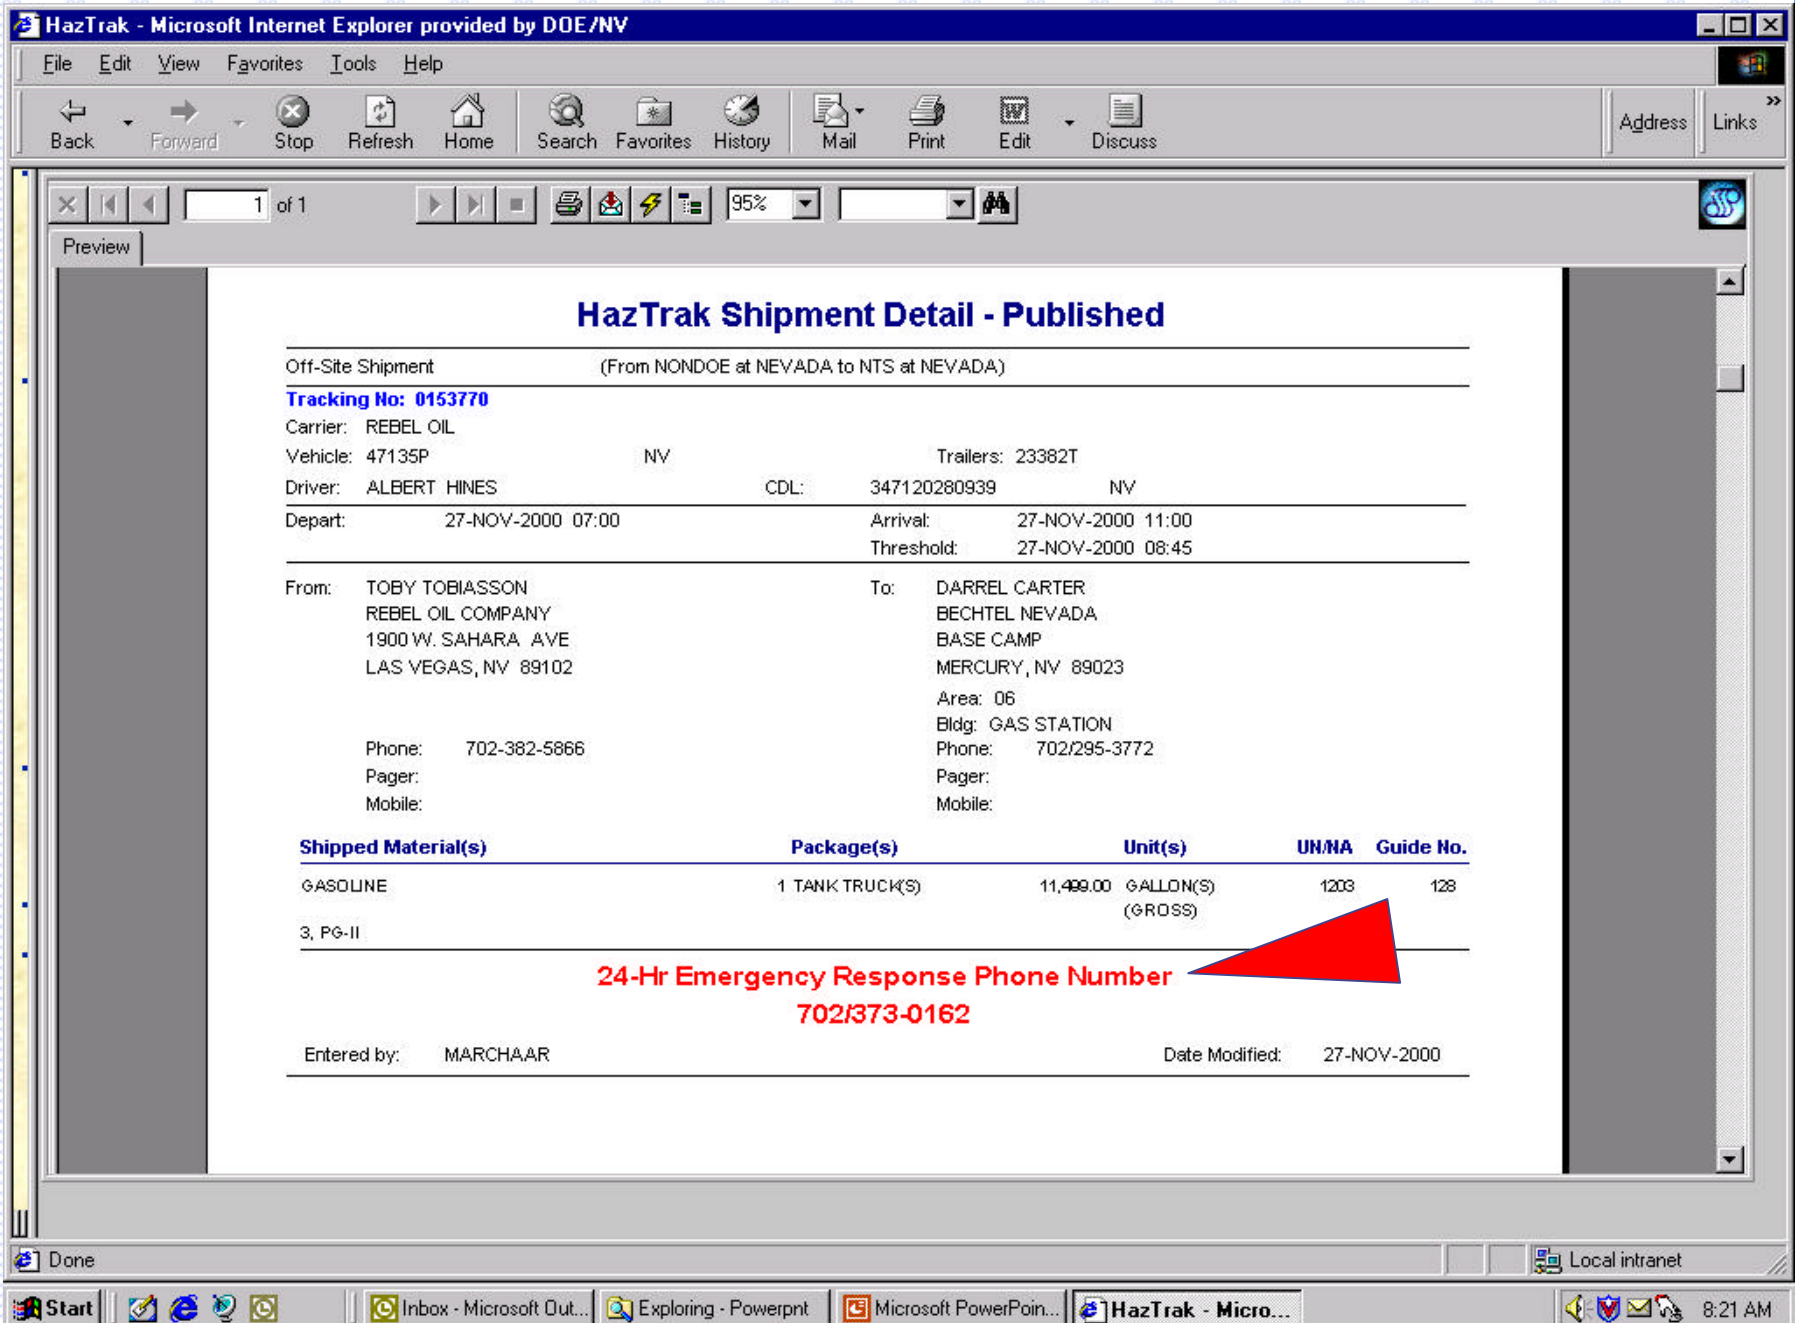 HazTrak - Microsoft Internet Explorer provided by DOE/NV
File Edit View Favorites Tools Help
Back Forward Stop Refresh Home Search Favorites History Mail Print Edit Discuss Address Links »
1 of 1 95%
Preview
HazTrak Shipment Detail - Published
Off-Site Shipment (From NONDOE at NEVADA to NTS at NEVADA)
Tracking No: 0153770
Carrier: REBEL OIL
Vehicle: 47135P NV Trailers: 23382T
Driver: ALBERT HINES CDL: 347120280939 NV
Depart: 27-NOV-2000 07:00 Arrival: 27-NOV-2000 11:00
Threshold: 27-NOV-2000 08:45
From: TOBY TOBIASSON To: DARREL CARTER
REBEL OIL COMPANY BECHTEL NEVADA
1900 W. SAHARA AVE BASE CAMP
LAS VEGAS, NV 89102 MERCURY, NV 89023
Area: 06
Bldg: GAS STATION
Phone: 702-382-5866 Phone: 702/295-3772
Pager: Pager:
Mobile: Mobile:
Shipped Material(s) Package(s) Unit(s) UN/NA Guide No.
GASOLINE 1 TANK TRUCK(S) 11,499.00 GALLON(S) 1203 128
(GROSS)
3, PG-II
24-Hr Emergency Response Phone Number
702/373-0162
Entered by: MARCHAAR Date Modified: 27-NOV-2000
Done Local intranet
Start Inbox - Microsoft Out... Exploring - Powerpnt Microsoft PowerPoin... HazTrak - Micro... 8:21 AM